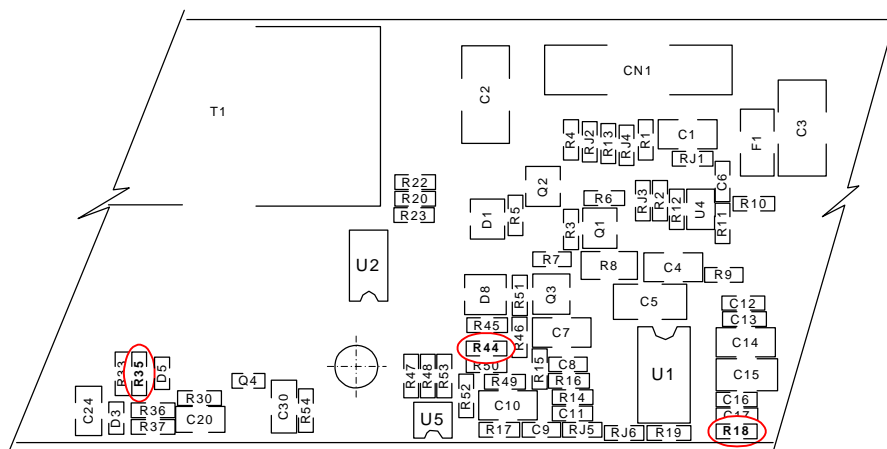 T1
C2
CN1
C3
F1
R4
RJ2
R13
RJ4
R1
C1
RJ1
C6
R22
R20
R23
Q2
D1
R5
R6
R3
Q1
RJ3
R2
R12
U4
R11
R10
U2
R7
R8
C4
R9
D8
R51
Q3
C5
C12
C13
R45
R46
C7
R44
R50
R15
C8
U1
C14
C15
R33
R35
D5
Q4
R47
R48
R53
R49
R16
R52
R14
C16
C24
D3
R36
R30
R37
C20
C30
R54
U5
C10
C11
C17
R17
C9
RJ5
RJ6
R19
R18